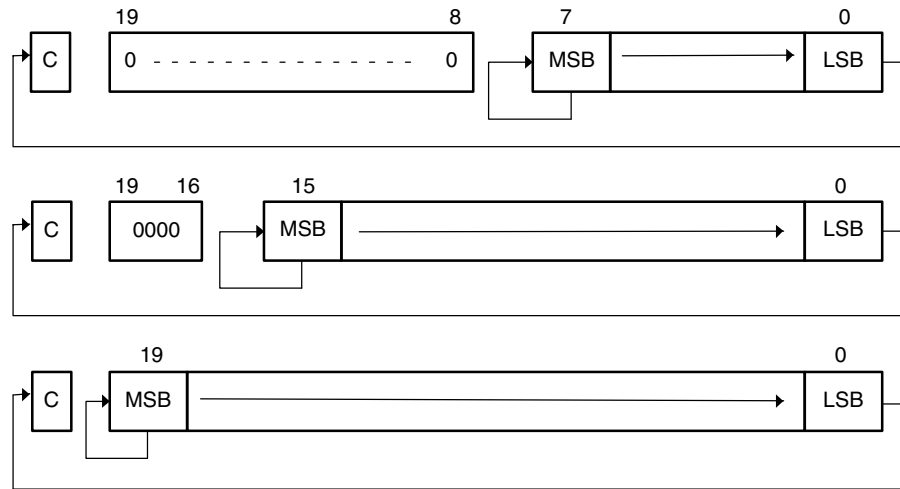 19 8 7 0
C 0 - - - - - - - - - - - - - - - 0 MSB LSB
19 16 15 0
C 0000 MSB LSB
19 0
C MSB LSB